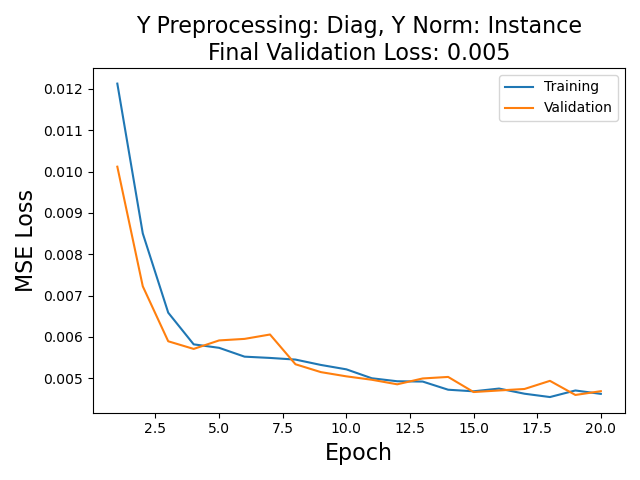 Y Preprocessing: Diag, Y Norm: Instance
Final Validation Loss: 0.005
Training
Validation
MSE Loss
0.012
0.011
0.010
0.009
0.008
0.007
0.006
0.005
2.5 5.0 7.5 10.0 12.5 15.0 17.5 20.0
Epoch